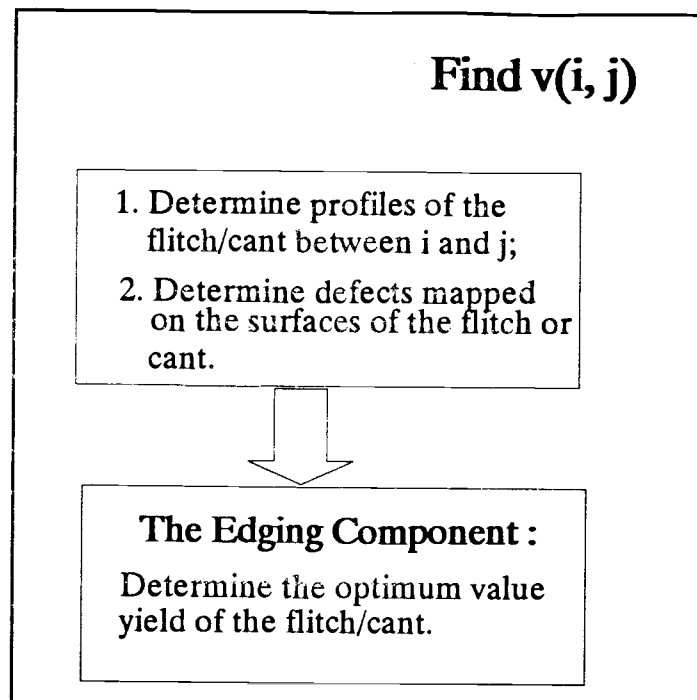 Find v(i, j)
1. Determine profiles of the
flitch/cant between i and j;
2. Determine defects mapped
on the surfaces of the flitch or
cant.
The Edging Component :
Determine the optimum value
yield of the flitch/cant.